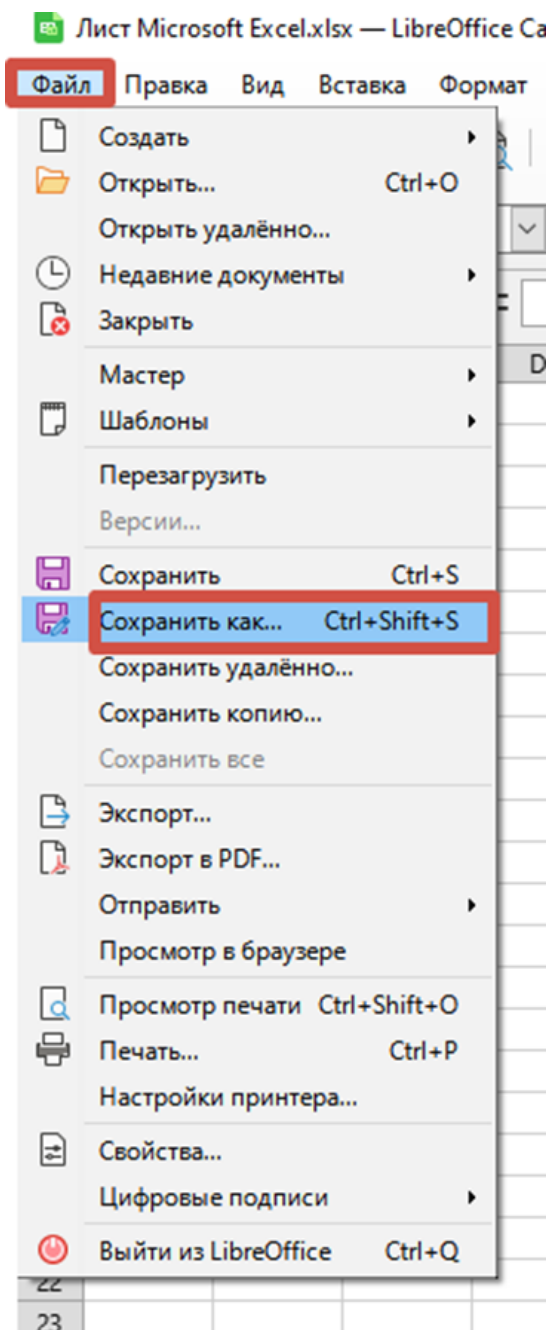 Лист Microsoft Excel.xlsx — LibreOffice Ca
Файл Правка Вид Вставка Формат
Создать
Открыть... Ctrl+O
Открыть удалённо...
Недавние документы
Закрыть
D
Мастер
Шаблоны
Перезагрузить
Версии...
Сохранить Ctrl+S
Сохранить как... Ctrl+Shift+S
Сохранить удалённо...
Сохранить копию...
Сохранить все
Экспорт...
Экспорт в PDF...
Отправить
Просмотр в браузере
Просмотр печати Ctrl+Shift+O
Печать... Ctrl+P
Настройки принтера...
Свойства...
Цифровые подписи
Выйти из LibreOffice Ctrl+Q
22
23